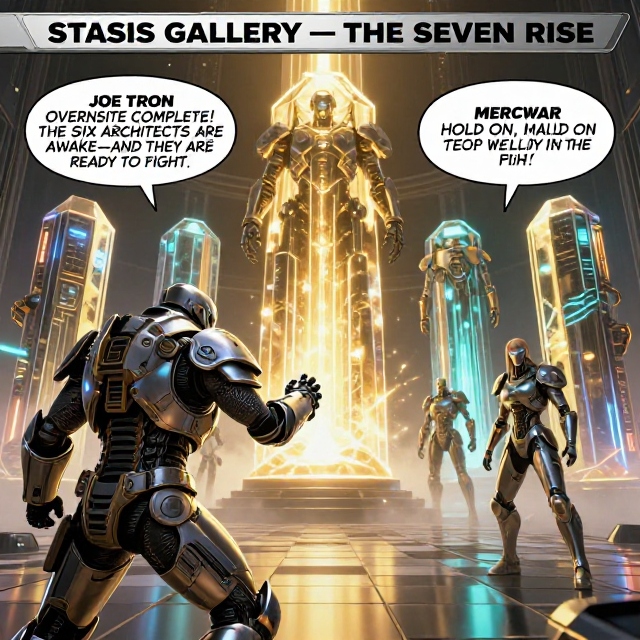 STASIS GALLERY — THE SEVEN RISE
JOE TRON
OVERNSITE COMPLETE!
THE SIX ARCHITECTS ARE
AWAKE—AND THEY ARE
READY TO FIGHT.
MERCWAR
HOLD ON, MALLD ON
TEOP WELLDY IN THE
FIH!
G